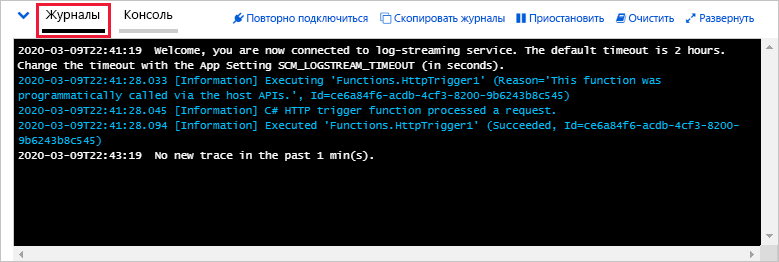 Журналы Консоль Повторно подключиться Скопировать журналы Приостановить Очистить Развернуть
2020-03-09T22:41:19  Welcome, you are now connected to log-streaming service. The default timeout is 2 hours.
Change the timeout with the App Setting SCM_LOGSTREAM_TIMEOUT (in seconds).
2020-03-09T22:41:28.033 [Information] Executing 'Functions.HttpTrigger1' (Reason='This function was
programmatically called via the host APIs.', Id=ce6a84f6-acdb-4cf3-8200-9b6243b8c545)
2020-03-09T22:41:28.045 [Information] C# HTTP trigger function processed a request.
2020-03-09T22:41:28.094 [Information] Executed 'Functions.HttpTrigger1' (Succeeded, Id=ce6a84f6-acdb-4cf3-8200-
9b6243b8c545)
2020-03-09T22:43:19  No new trace in the past 1 min(s).